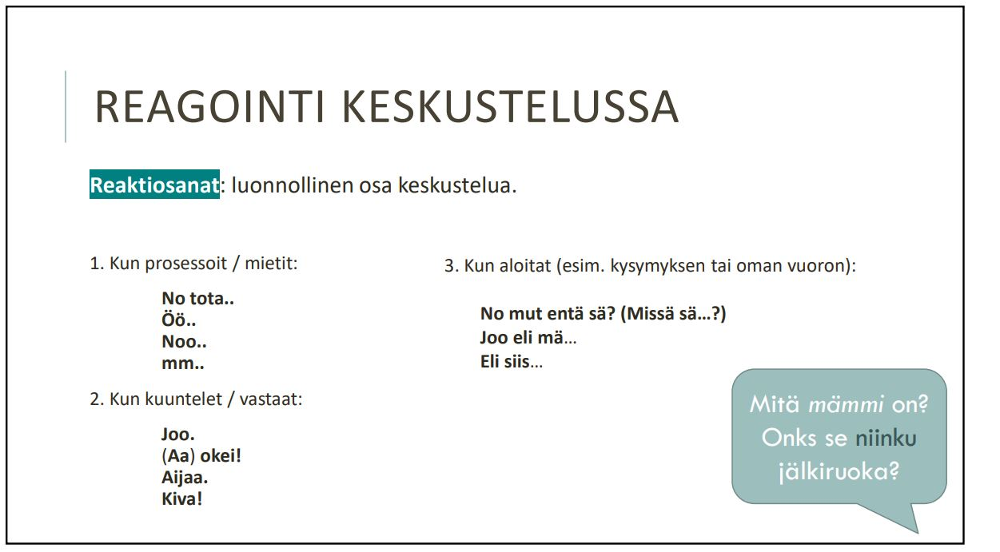 REAGOINTI KESKUSTELUSSA
Reaktiosanat: luonnollinen osa keskustelua.
1. Kun prosessoit / mietit:
No tota..
Öö..
Noo..
mm..
2. Kun kuuntelet / vastaat:
Joo.
(Aa) okei!
Aijaa.
Kiva!
3. Kun aloitat (esim. kysymyksen tai oman vuoron):
No mut entä sä? (Missä sä...?)
Joo eli mä...
Eli siis...
Mitä mämmi on?
Onks se niinku
jälkiruoka?